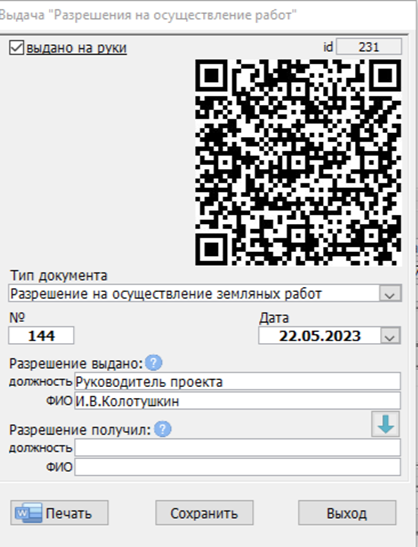 Выдача "Разрешения на осуществление работ"
выдано на руки
id 231
Тип документа
Разрешение на осуществление земляных работ
№ Дата
144 22.05.2023
Разрешение выдано: ?
должность Руководитель проекта
ФИО И.В.Колотушкин
Разрешение получил: ?
должность
ФИО
W Печать Сохранить Выход